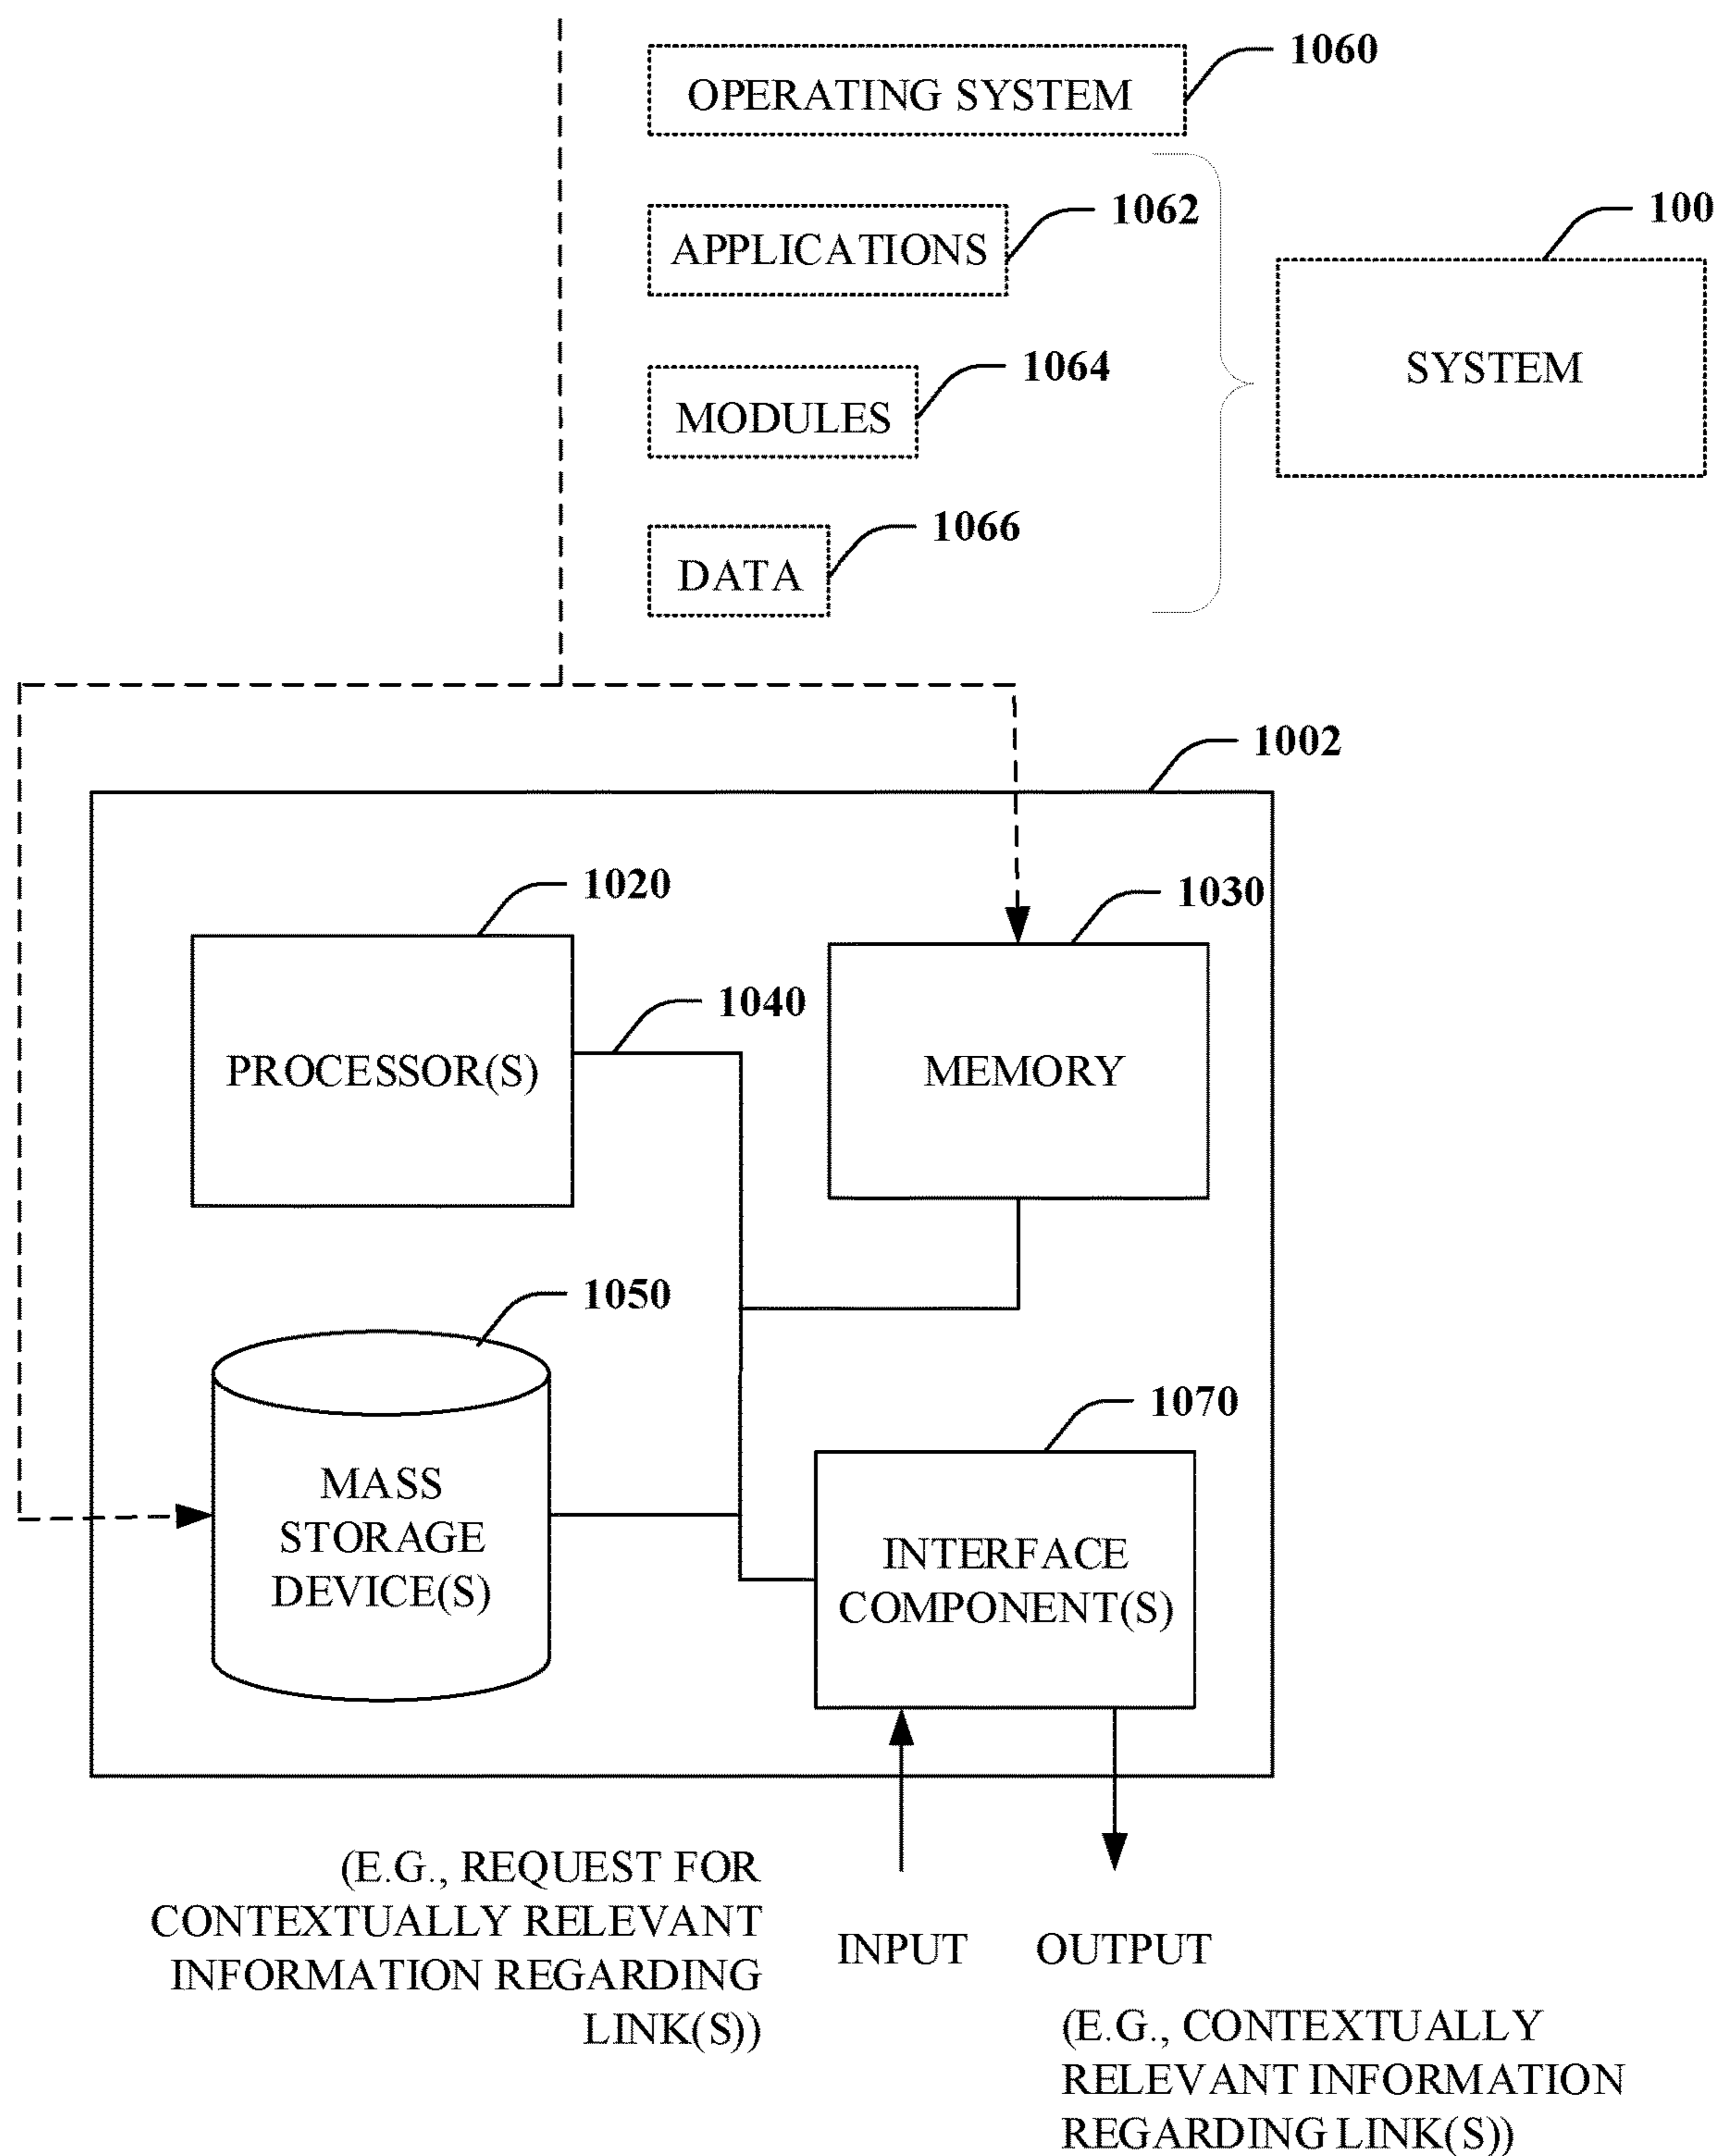 1060
OPERATING SYSTEM
1062
100
APPLICATIONS
1064
SYSTEM
MODULES
1066
DATA
1002
1020
1030
1040
PROCESSOR(S)
MEMORY
1050
1070
MASS
STORAGE
DEVICE(S)
INTERFACE
COMPONENT(S)
(E.G., REQUEST FOR
CONTEXTUALLY RELEVANT
INFORMATION REGARDING
LINK(S))
INPUT
OUTPUT
(E.G., CONTEXTUALLY
RELEVANT INFORMATION
REGARDING LINK(S))